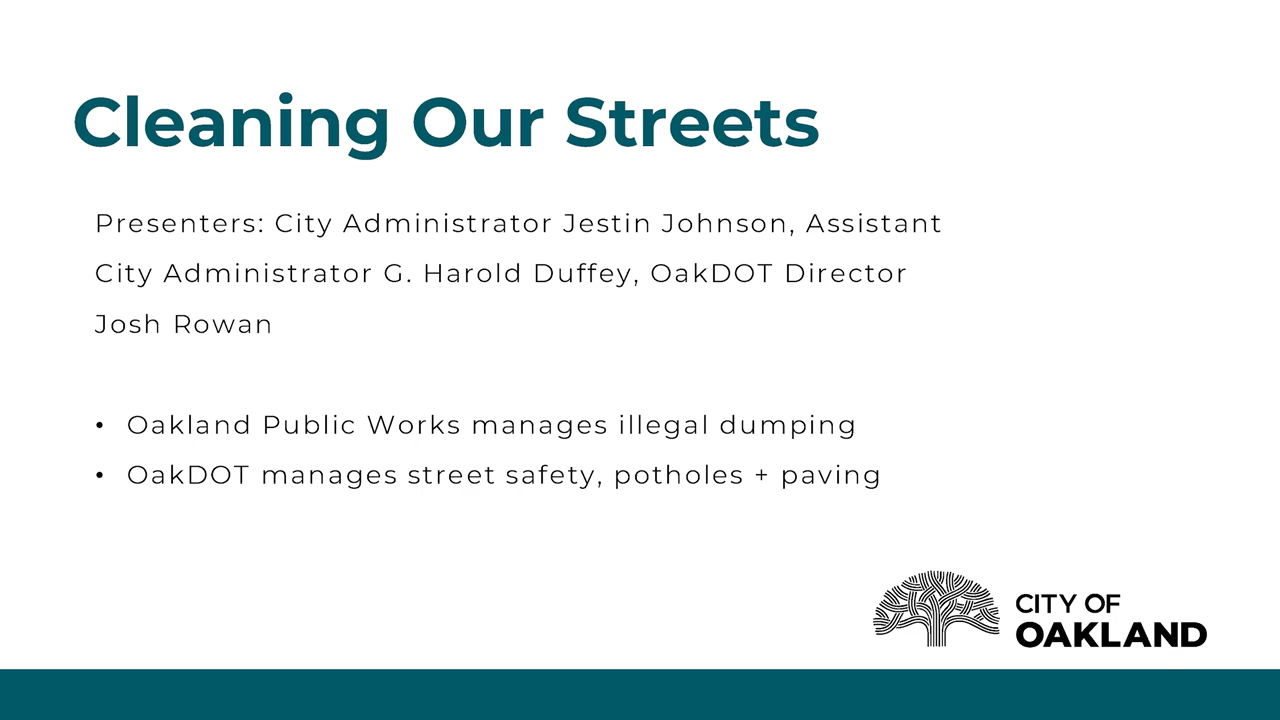 Cleaning Our Streets
Presenters: City Administrator Jestin Johnson, Assistant
City Administrator G. Harold Duffey, OakDOT Director
Josh Rowan
• Oakland Public Works manages illegal dumping
• OakDOT manages street safety, potholes + paving
CITY OF
OAKLAND